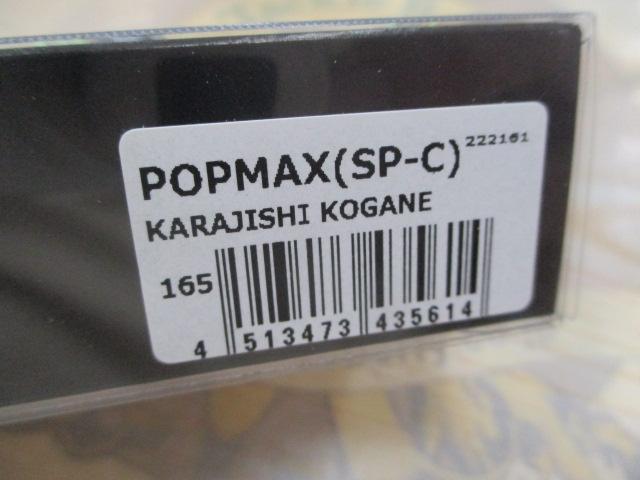 POPMAX(SP-C) 222161
KARAJISHI KOGANE
165
4 513473 435614